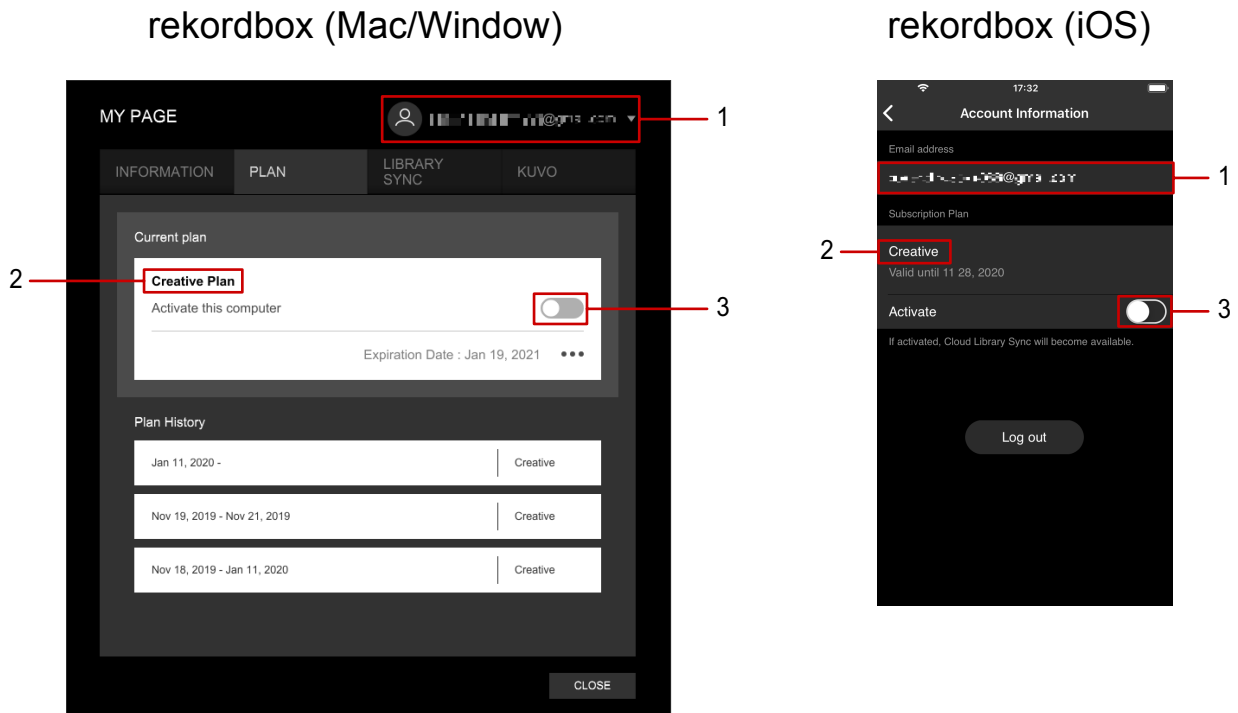 rekordbox (Mac/Window)
rekordbox (iOS)
MY PAGE
1
INFORMATION
PLAN
LIBRARY
SYNC
KUVO
Current plan
2
Creative Plan
Activate this computer
3
Expiration Date : Jan 19, 2021
•••
Plan History
Jan 11, 2020 -
Creative
Nov 19, 2019 - Nov 21, 2019
Creative
Nov 18, 2019 - Jan 11, 2020
Creative
CLOSE
17:32
Account Information
Email address
1
Subscription Plan
2
Creative
Valid until 11 28, 2020
Activate
3
If activated, Cloud Library Sync will become available.
Log out